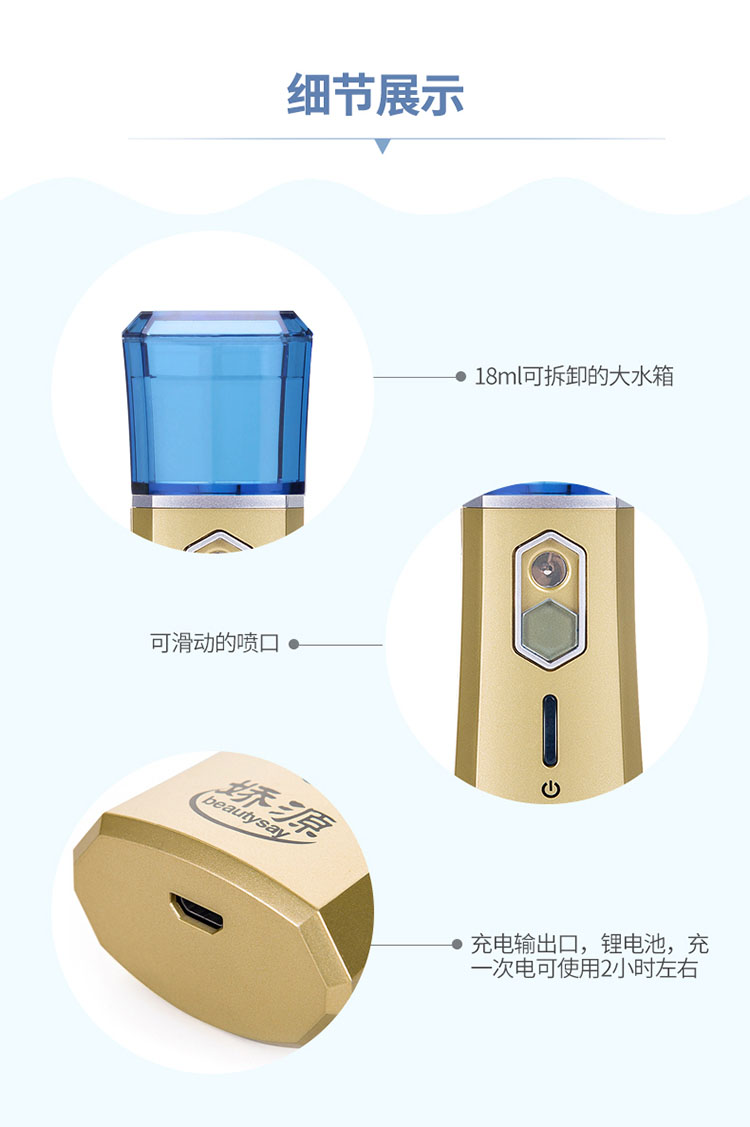 细节展示
18ml可拆卸的大水箱
可滑动的喷口
娇源
beautysay
充电输出口，锂电池，充
一次电可使用2小时左右